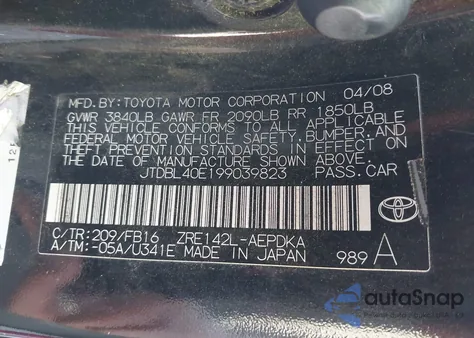 MFD.BY:TOYOTA MOTOR CORPORATION 04/08
GVWR 3840LB GAWR FR 2090LB RR 1850LB
THIS VEHICLE CONFORMS TO ALL APPLICABLE
FEDERAL MOTOR VEHICLE SAFETY, BUMPER, AND
THEFT PREVENTION STANDARDS IN EFFECT ON
THE DATE OF MANUFACTURE SHOWN ABOVE.
JTDBL40E199039823 PASS.CAR
C/TR:209/FB16 ZRE142L-AEPDKA
A/TM:-05A/U341E MADE IN JAPAN 989 A
autoSnap